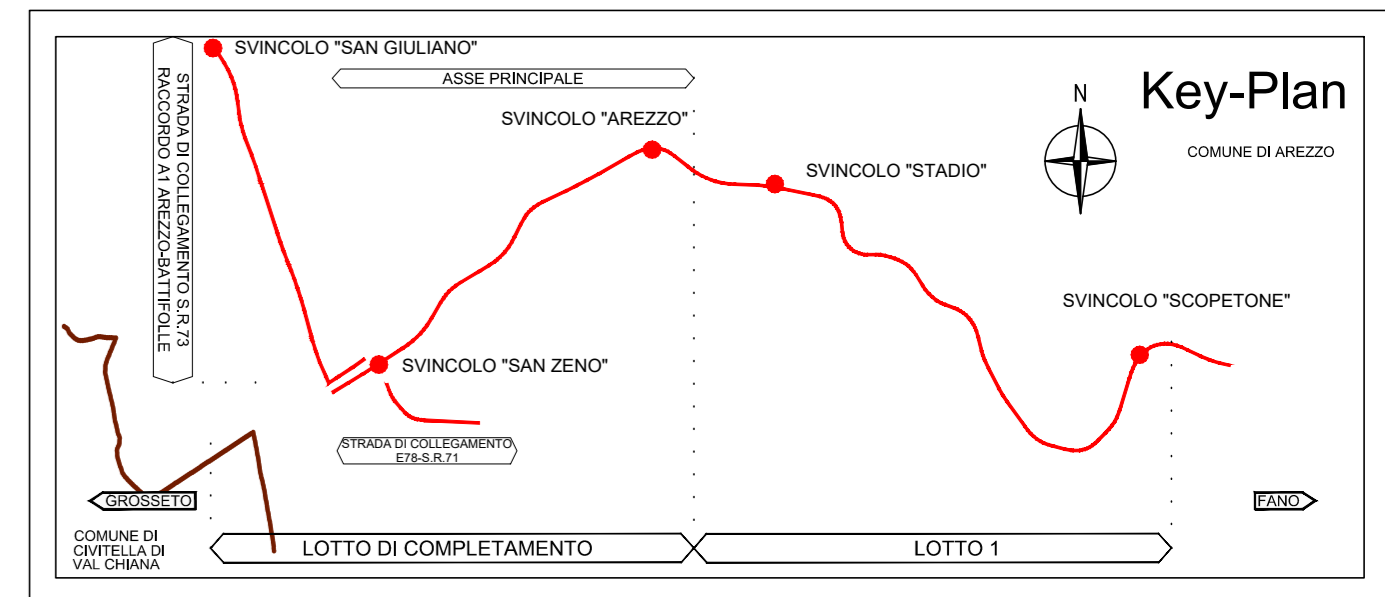 SVINCOLO "SAN GIULIANO"
ASSE PRINCIPALE
Key-Plan
N
SVINCOLO "AREZZO"
COMUNE DI AREZZO
STRADA DI COLLEGAMENTO S.R.73
RACCORDO A1 AREZZO-BATTIFOLLE
SVINCOLO "STADIO"
SVINCOLO "SCOPETONE"
SVINCOLO "SAN ZENO"
STRADA DI COLLEGAMENTO
E78-S.R.71
GROSSETO
FANO
COMUNE DI
CIVITELLA DI
VAL CHIANA
LOTTO DI COMPLETAMENTO
LOTTO 1